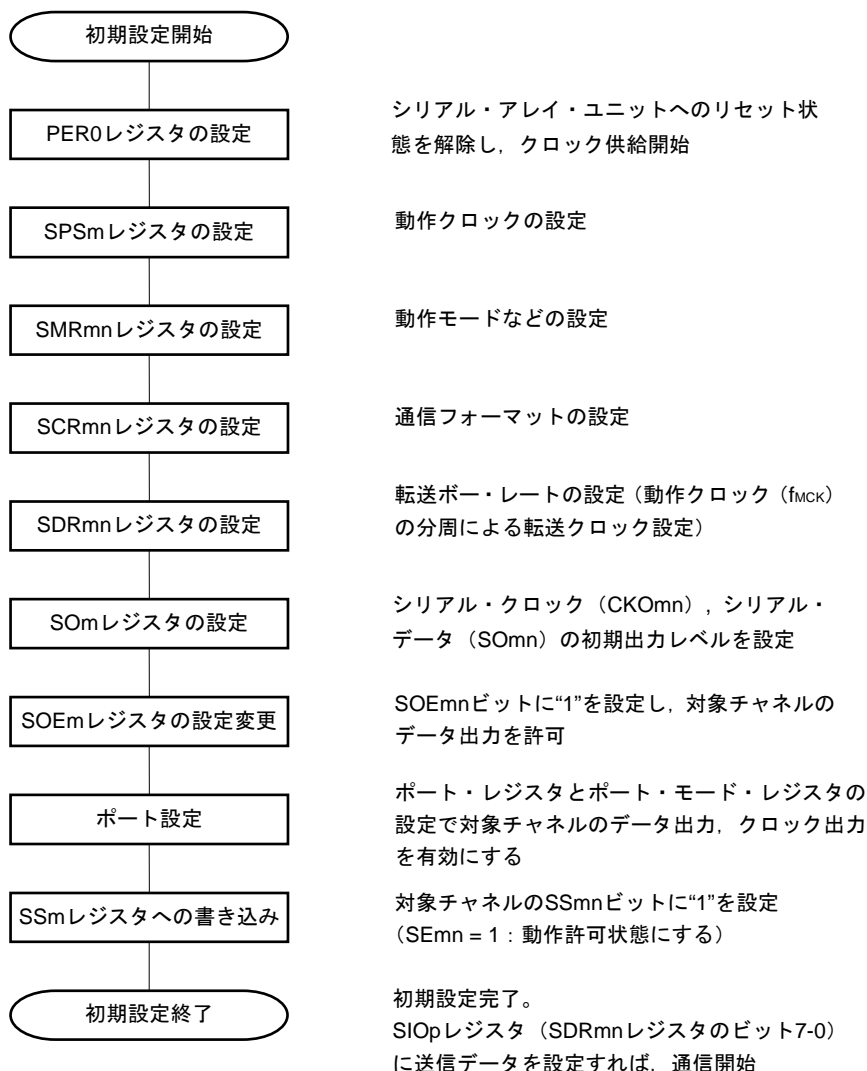 初期設定開始
PER0レジスタの設定
シリアル・アレイ・ユニットへのリセット状
態を解除し，クロック供給開始
SPSmレジスタの設定
動作クロックの設定
SMRmnレジスタの設定
動作モードなどの設定
SCRmnレジスタの設定
通信フォーマットの設定
SDRmnレジスタの設定
転送ボー・レートの設定（動作クロック（fMCK）
の分周による転送クロック設定）
SOmレジスタの設定
シリアル・クロック（CKOmn），シリアル・
データ（SOmn）の初期出力レベルを設定
SOEmレジスタの設定変更
SOEmnビットに“1”を設定し，対象チャネルの
データ出力を許可
ポート設定
ポート・レジスタとポート・モード・レジスタの
設定で対象チャネルのデータ出力，クロック出力
を有効にする
SSmレジスタへの書き込み
対象チャネルのSSmnビットに“1”を設定
（SEmn = 1：動作許可状態にする）
初期設定終了
初期設定完了。
SIOpレジスタ（SDRmnレジスタのビット7-0）
に送信データを設定すれば，通信開始